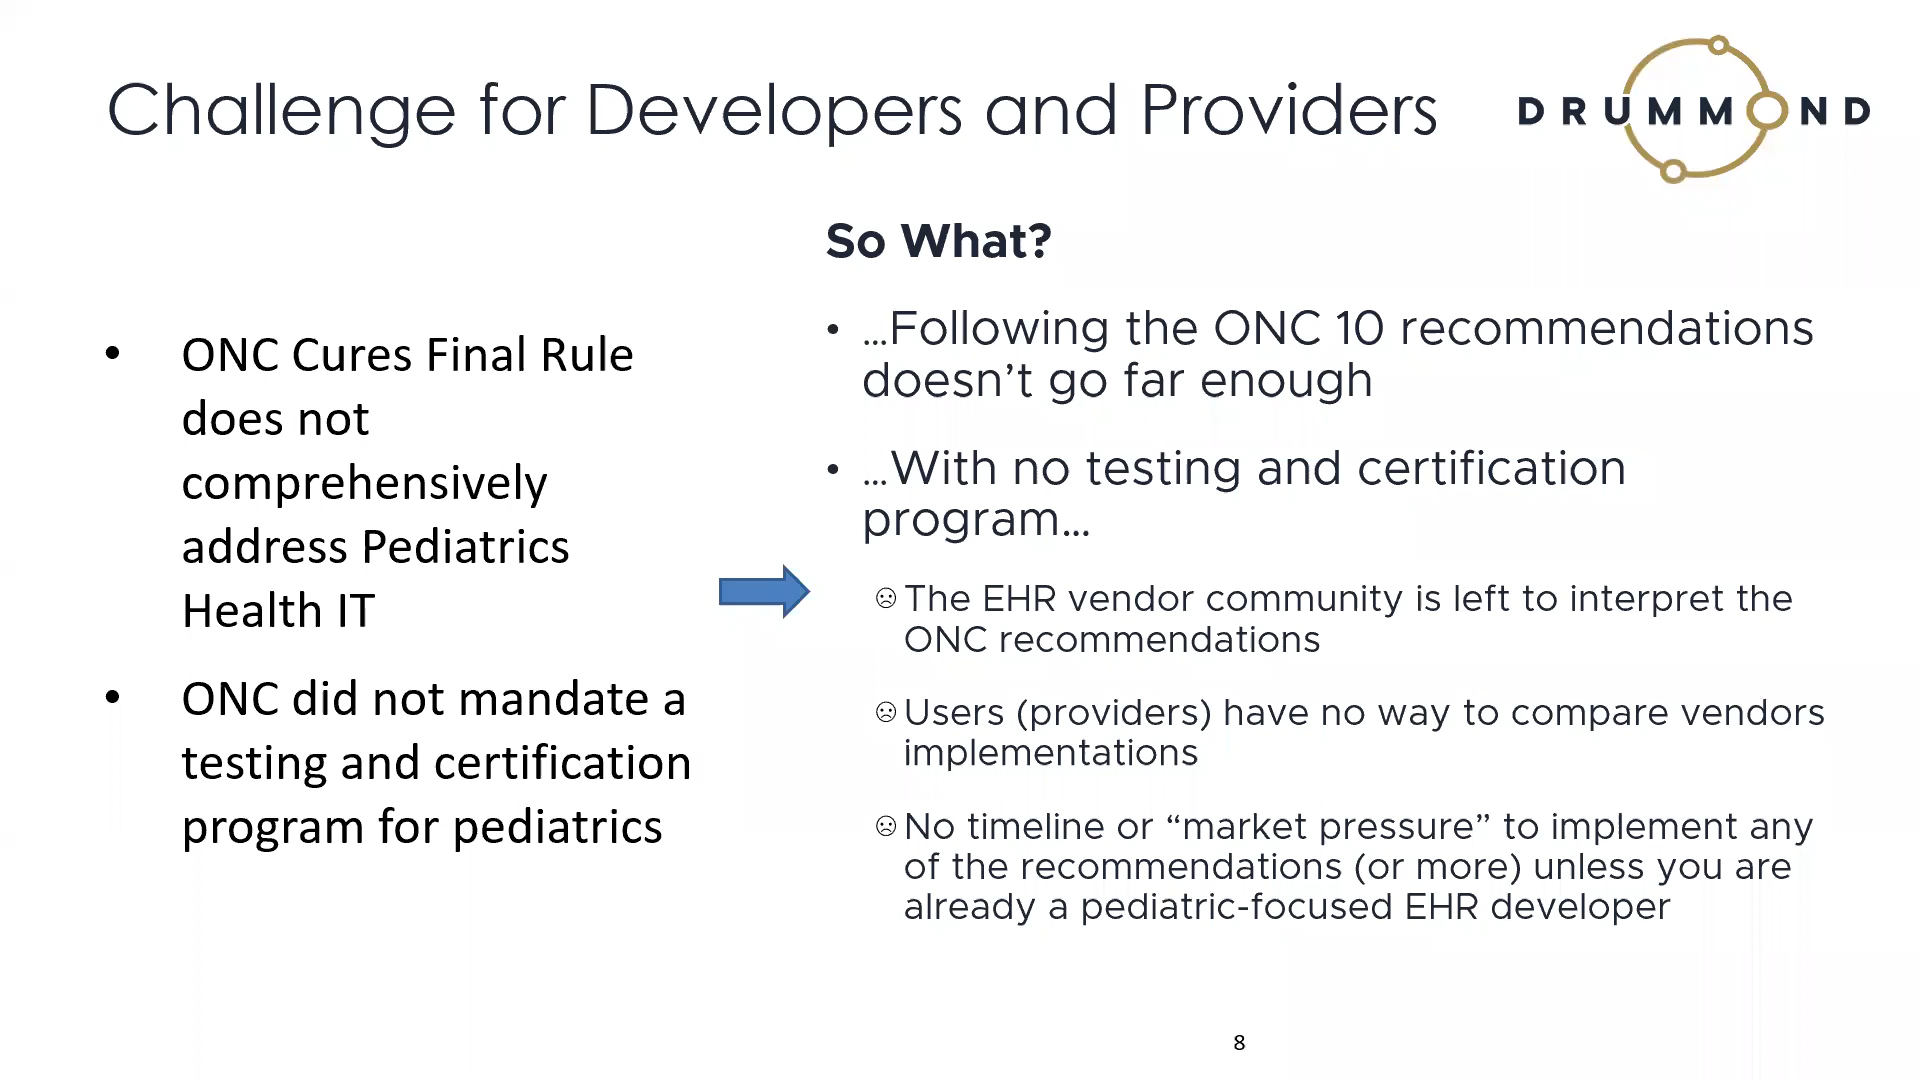 Challenge for Developers and Providers
DRUMMOND
• ONC Cures Final Rule
does not
comprehensively
address Pediatrics
Health IT
• ONC did not mandate a
testing and certification
program for pediatrics
So What?
• …Following the ONC 10 recommendations
doesn’t go far enough
• …With no testing and certification
program…
☹ The EHR vendor community is left to interpret the
ONC recommendations
☹ Users (providers) have no way to compare vendors
implementations
☹ No timeline or “market pressure” to implement any
of the recommendations (or more) unless you are
already a pediatric-focused EHR developer
8